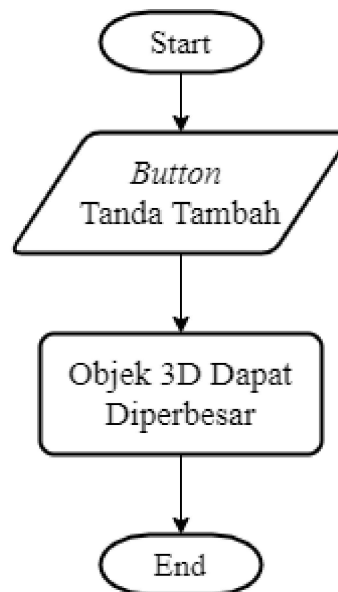 Start
Button
Tanda Tambah
Objek 3D Dapat
Diperbesar
End